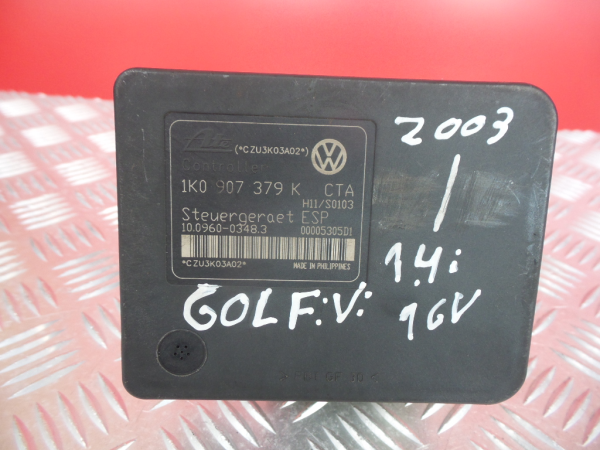 Ate (*CZU3K03A02*)
Controller
1K0 907 379 K CTA
H11/S0103
Steuergeraet ESP
10.0960-0348.3 00005305D1
*CZU3K03A02* MADE IN PHILIPPINES
2003
1.4i
GOLF:V: 16V